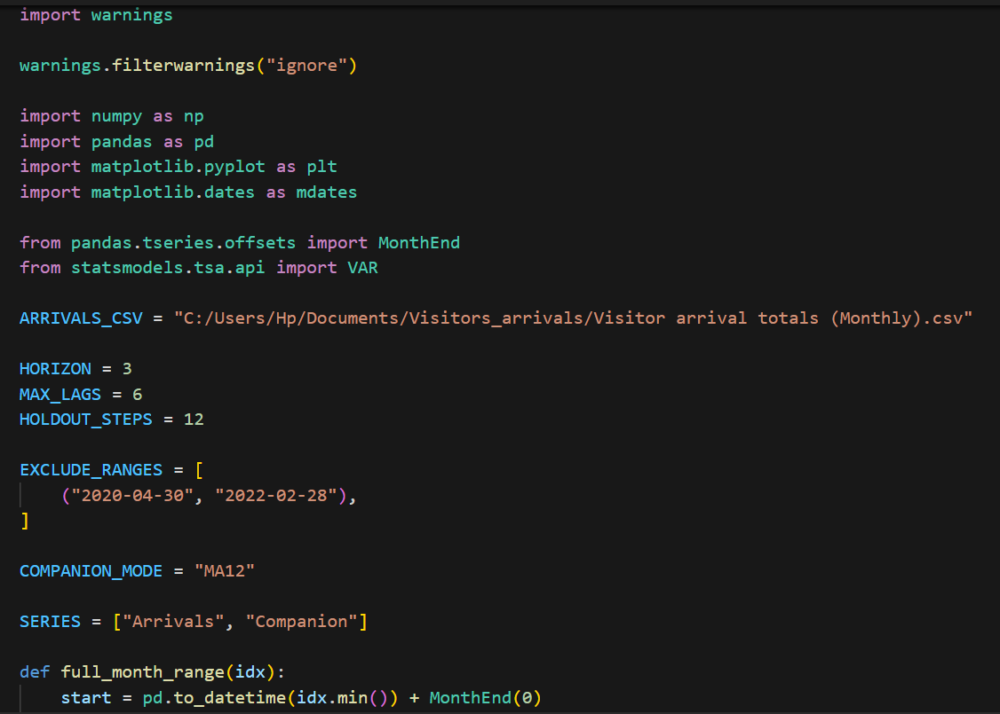 import warnings
warnings.filterwarnings("ignore")
import numpy as np
import pandas as pd
import matplotlib.pyplot as plt
import matplotlib.dates as mdates
from pandas.tseries.offsets import MonthEnd
from statsmodels.tsa.api import VAR
ARRIVALS_CSV = "C:/Users/Hp/Documents/Visitors_arrivals/Visitor arrival totals (Monthly).csv"
HORIZON = 3
MAX_LAGS = 6
HOLDOUT_STEPS = 12
EXCLUDE_RANGES = [
    ("2020-04-30", "2022-02-28"),
]
COMPANION_MODE = "MA12"
SERIES = ["Arrivals", "Companion"]
def full_month_range(idx):
    start = pd.to_datetime(idx.min()) + MonthEnd(0)